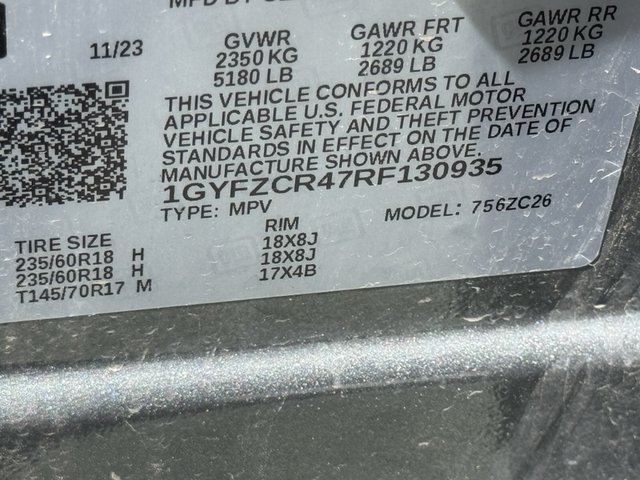 MFD BY
11/23
GVWR
2350 KG
5180 LB
GAWR FRT
1220 KG
2689 LB
GAWR RR
1220 KG
2689 LB
THIS VEHICLE CONFORMS TO ALL
APPLICABLE U.S. FEDERAL MOTOR
VEHICLE SAFETY AND THEFT PREVENTION
STANDARDS IN EFFECT ON THE DATE OF
MANUFACTURE SHOWN ABOVE.
1GYFZCR47RF130935
TYPE: MPV
MODEL: 756ZC26
TIRE SIZE
RIM
235/60R18 H 18X8J
235/60R18 H 18X8J
T145/70R17 M 17X4B